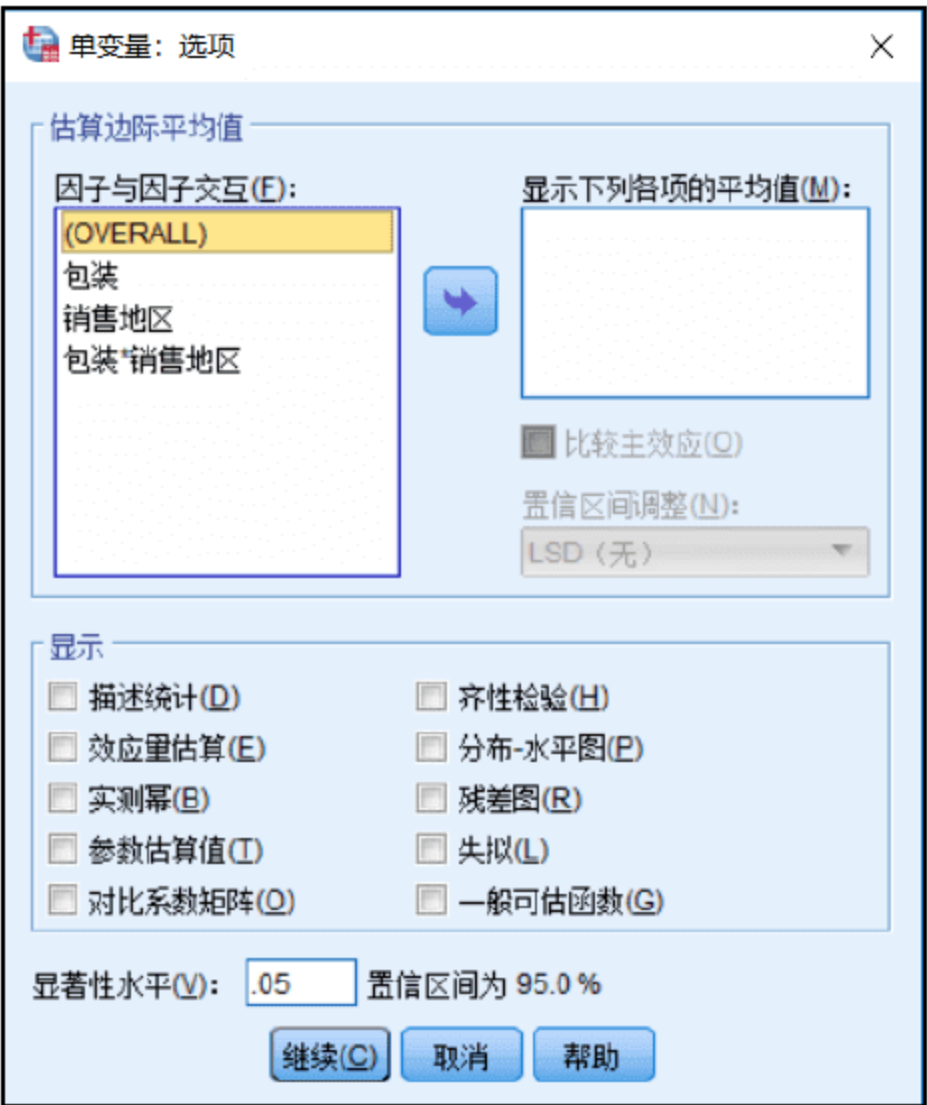 单变量：选项
估算边际平均值
因子与因子交互(F):
显示下列各项的平均值(M):
(OVERALL)
包装
销售地区
包装*销售地区
比较主效应(O)
置信区间调整(N):
LSD（无）
显示
描述统计(D)
齐性检验(H)
效应量估算(E)
分布-水平图(P)
实测幂(B)
残差图(R)
参数估算值(T)
失拟(L)
对比系数矩阵(O)
一般可估函数(G)
显著性水平(V): .05 置信区间为 95.0 %
继续(C) 取消 帮助